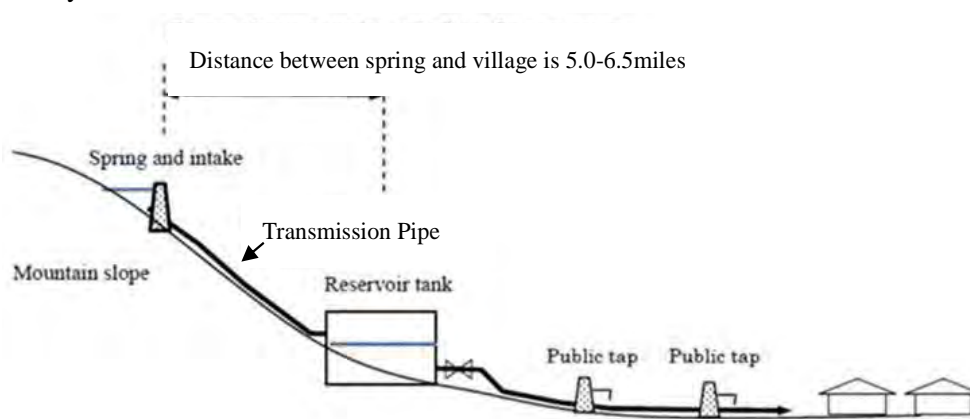 Distance between spring and village is 5.0-6.5miles
Spring and intake
Transmission Pipe
Mountain slope
Reservoir tank
Public tap
Public tap